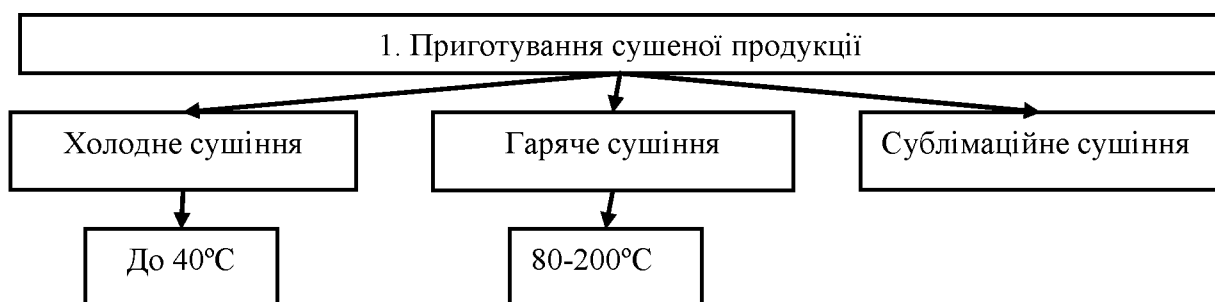 1. Приготування сушеної продукції
Холодне сушіння
Гаряче сушіння
Сублімаційне сушіння
До 40ºС
80-200ºС